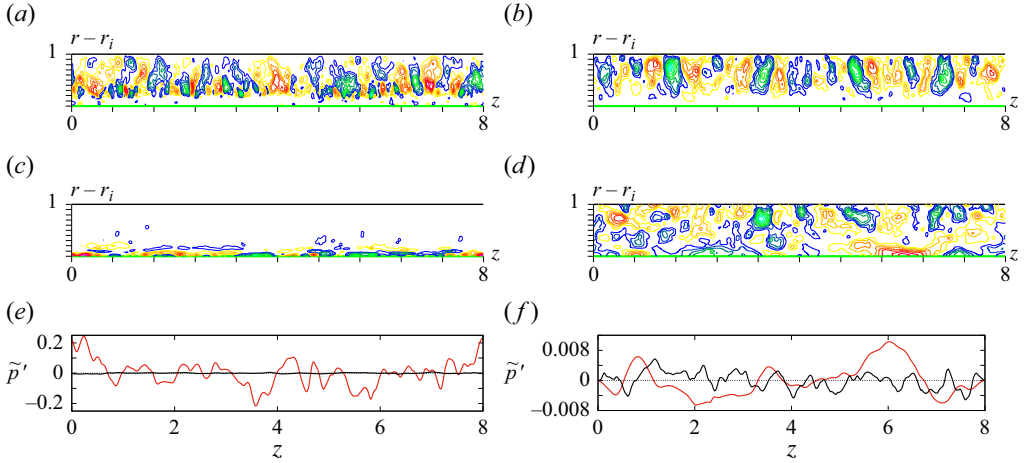 (a) (b)
r − r_i r − r_i
1 1
z z
0 8 0 8
(c) (d)
r − r_i r − r_i
1 1
z z
0 8 0 8
(e) (f)
0.2 0.008
p̃′ 0 p̃′ 0
−0.2 −0.008
0 2 4 6 8 0 2 4 6 8
z z